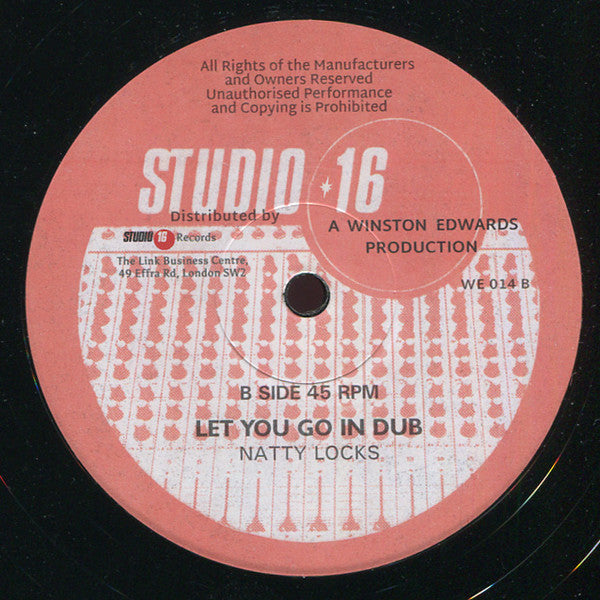 All Rights of the Manufacturers
and Owners Reserved
Unauthorised Performance
and Copying is Prohibited
STUDIO 16
Distributed by
STUDIO 16 Records
The Link Business Centre,
49 Effra Rd, London SW2
A WINSTON EDWARDS
PRODUCTION
WE 014 B
B SIDE 45 RPM
LET YOU GO IN DUB
NATTY LOCKS